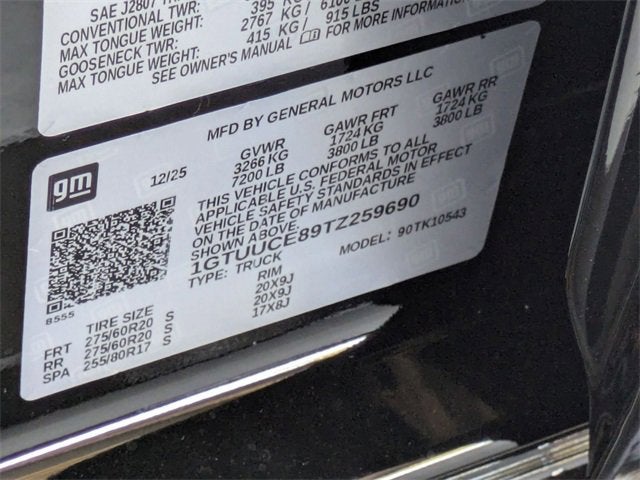 SAE J2807
CONVENTIONAL TWR: 395 KG / 6100
MAX TONGUE WEIGHT: 2767 KG /
GOOSENECK TWR: 415 KG / 915 LBS
MAX TONGUE WEIGHT:
SEE OWNER'S MANUAL FOR MORE INFORMATION
MFD BY GENERAL MOTORS LLC
gm
12/25
GVWR GAWR FRT GAWR RR
3266 KG 1724 KG 1724 KG
7200 LB 3800 LB 3800 LB
THIS VEHICLE CONFORMS TO ALL
APPLICABLE U.S. FEDERAL MOTOR
VEHICLE SAFETY STANDARDS IN EFFECT
ON THE DATE OF MANUFACTURE
SHOWN ABOVE.
1GTUUCE89TZ259690
TYPE: TRUCK MODEL: 90TK10543
8555
TIRE SIZE RIM
FRT 275/60R20 S 20X9J
RR 275/60R20 S 20X9J
SPA 255/80R17 S 17X8J